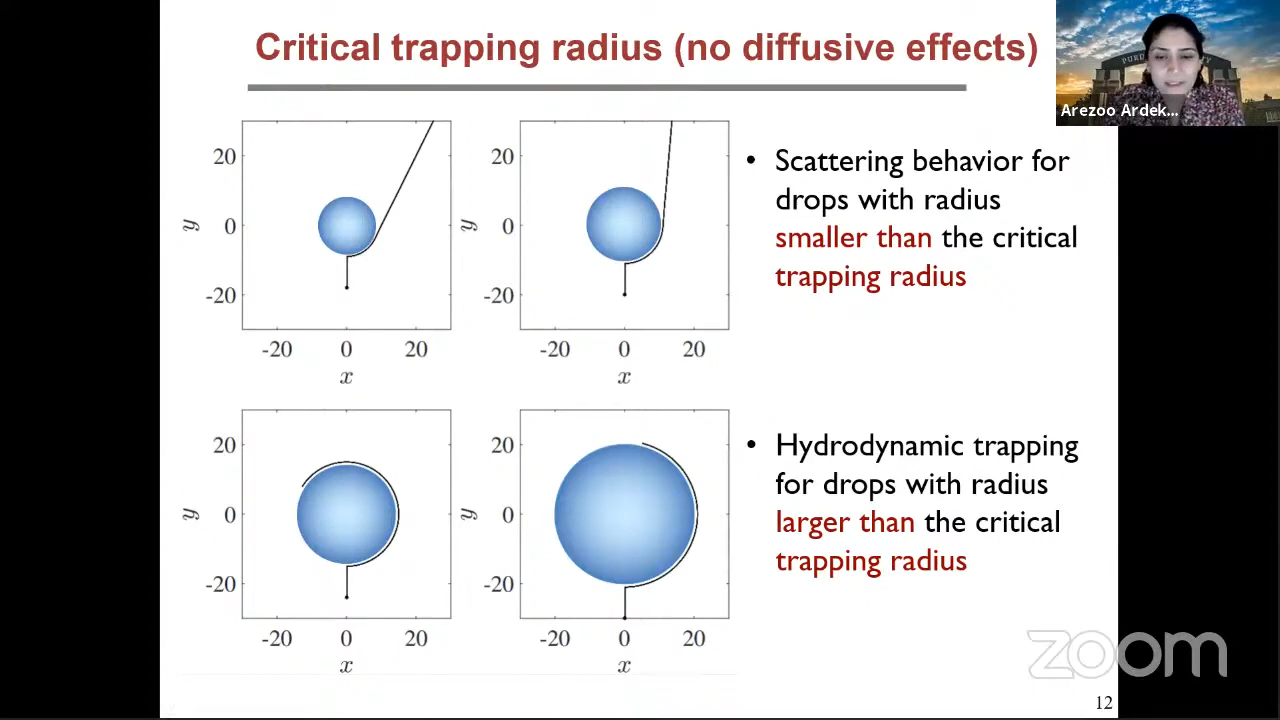 Critical trapping radius (no diffusive effects)
PURD
TY
Arezoo Ardek...
20
0
-20
y
-20 0 20
x
20
0
-20
y
-20 0 20
x
• Scattering behavior for
drops with radius
smaller than the critical
trapping radius
20
0
-20
y
-20 0 20
x
20
0
-20
y
-20 0 20
x
• Hydrodynamic trapping
for drops with radius
larger than the critical
trapping radius
zoom
12